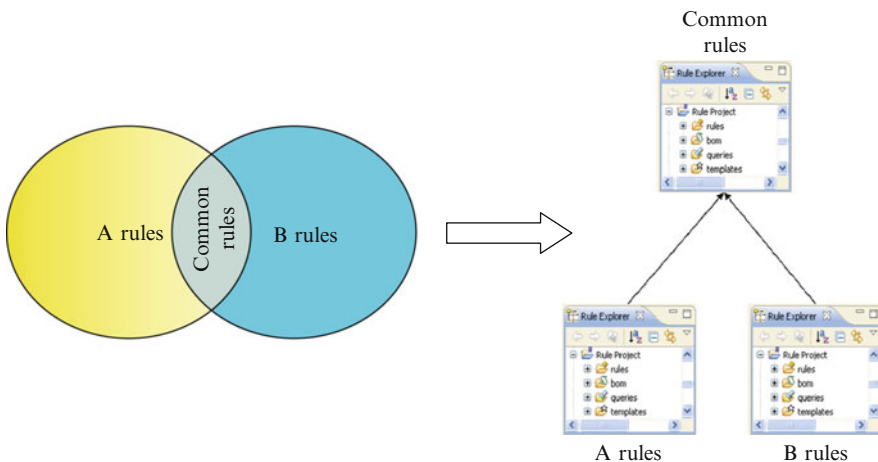 A rules
Common
rules
B rules
Common
rules
Rule Explorer
Rule Project
rules
bom
queries
templates
Rule Explorer
Rule Project
rules
bom
queries
templates
A rules
Rule Explorer
Rule Project
rules
bom
queries
templates
B rules